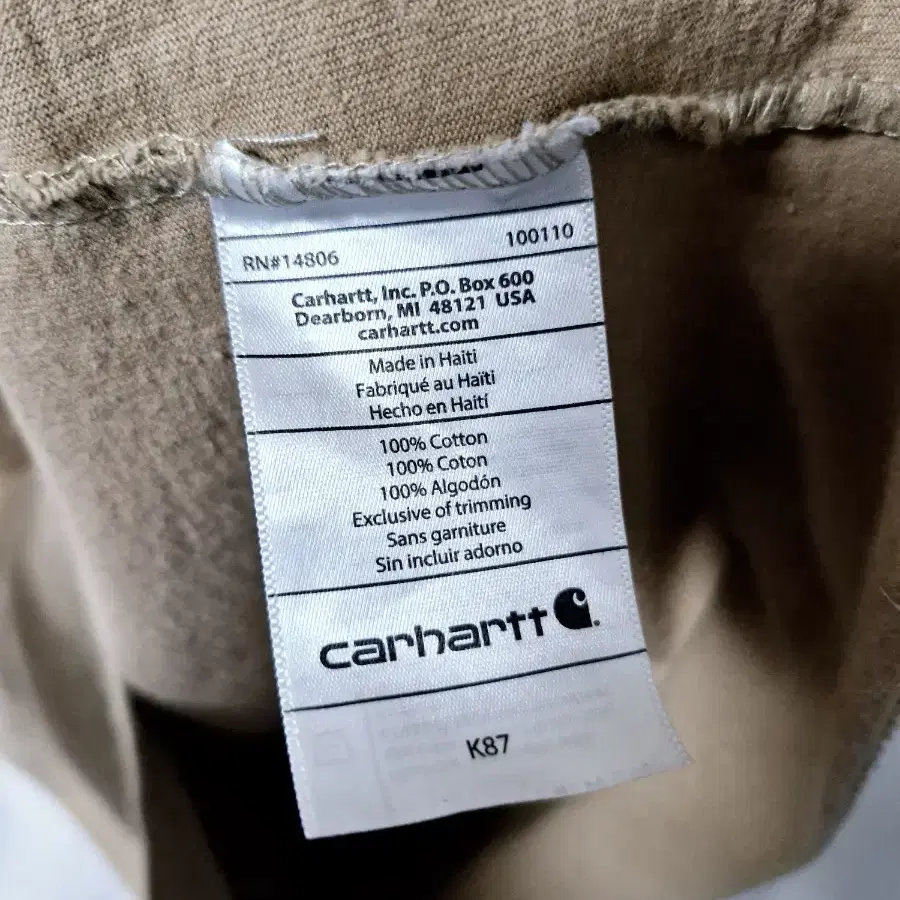 RN#14806 100110
Carhartt, Inc. P.O. Box 600
Dearborn, MI 48121 USA
carhartt.com
Made in Haiti
Fabriqué au Haïti
Hecho en Haití
100% Cotton
100% Coton
100% Algodón
Exclusive of trimming
Sans garniture
Sin incluir adorno
carhartt
K87